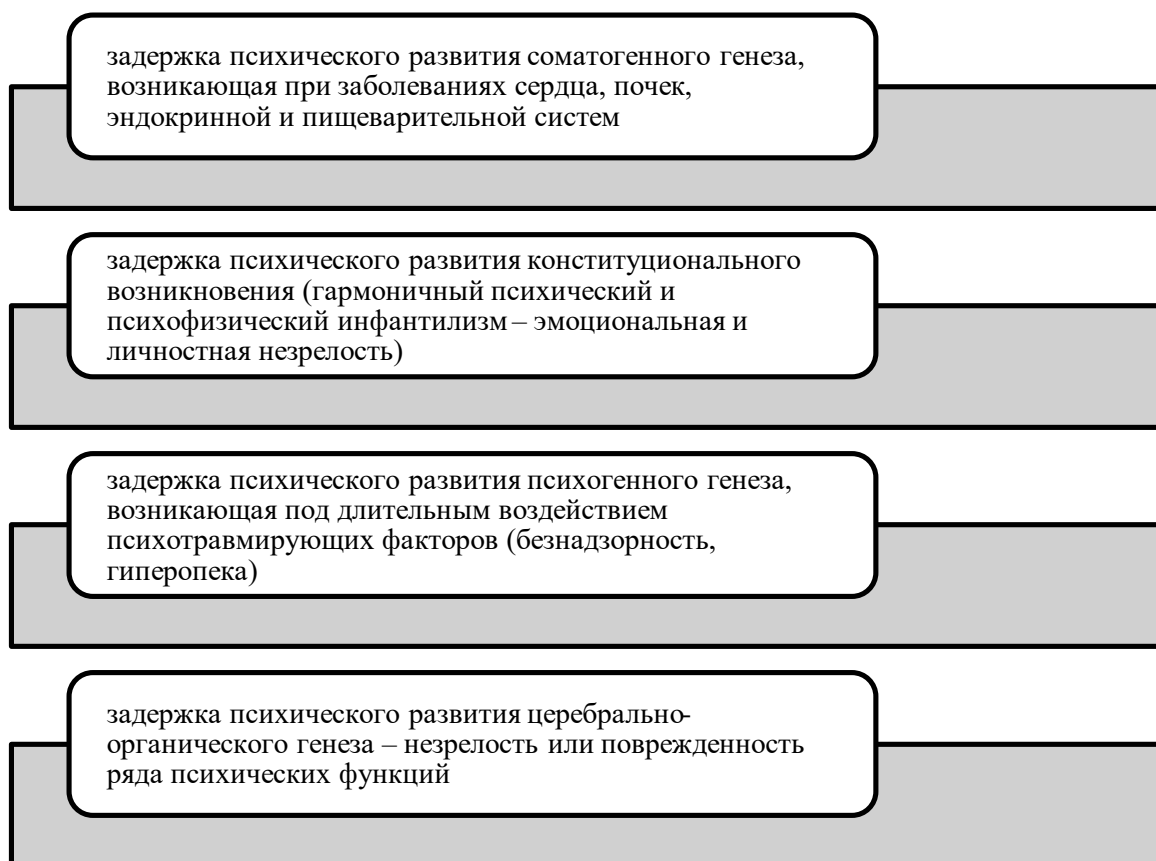 задержка психического развития соматогенного генеза,
возникающая при заболеваниях сердца, почек,
эндокринной и пищеварительной систем
задержка психического развития конституционального
возникновения (гармоничный психический и
психофизический инфантилизм – эмоциональная и
личностная незрелость)
задержка психического развития психогенного генеза,
возникающая под длительным воздействием
психотравмирующих факторов (безнадзорность,
гиперопека)
задержка психического развития церебрально-
органического генеза – незрелость или поврежденность
ряда психических функций